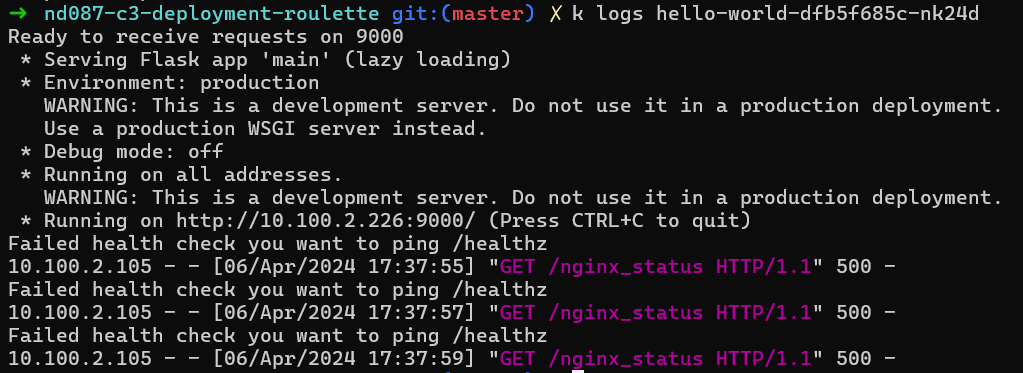 → nd087-c3-deployment-roulette git:(master) ✗ k logs hello-world-dfb5f685c-nk24d
Ready to receive requests on 9000
 * Serving Flask app 'main' (lazy loading)
 * Environment: production
   WARNING: This is a development server. Do not use it in a production deployment.
   Use a production WSGI server instead.
 * Debug mode: off
 * Running on all addresses.
   WARNING: This is a development server. Do not use it in a production deployment.
 * Running on http://10.100.2.226:9000/ (Press CTRL+C to quit)
Failed health check you want to ping /healthz
10.100.2.105 - - [06/Apr/2024 17:37:55] "GET /nginx_status HTTP/1.1" 500 -
Failed health check you want to ping /healthz
10.100.2.105 - - [06/Apr/2024 17:37:57] "GET /nginx_status HTTP/1.1" 500 -
Failed health check you want to ping /healthz
10.100.2.105 - - [06/Apr/2024 17:37:59] "GET /nginx_status HTTP/1.1" 500 -